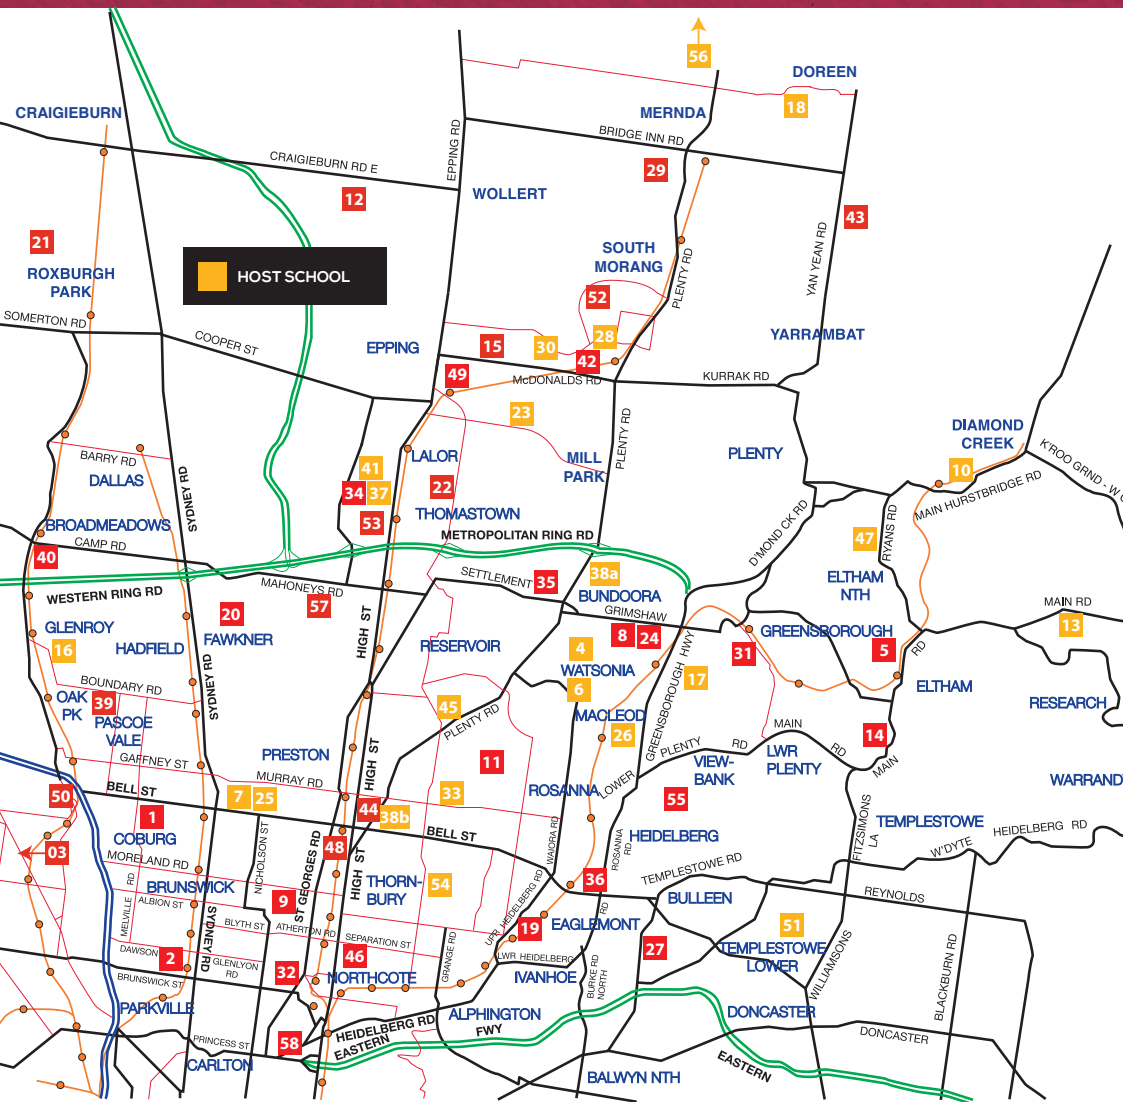 56
DOREEN
18
CRAIGIEBURN
MERNDA
BRIDGE INN RD
EPPING RD
CRAIGIEBURN RD E
29
12
WOLLERT
43
21
SOUTH
MORANG
YAN YEAN RD
ROXBURGH
PARK
HOST SCHOOL
PLENTY RD
52
SOMERTON RD
COOPER ST
YARRAMBAT
EPPING
15
30
28
42
49
McDONALDS RD
KURRAK RD
23
PLENTY RD
DIAMOND
CREEK
BARRY RD
LALOR
MILL
PARK
PLENTY
K'ROO GRND - W
41
10
DALLAS
34
37
22
MAIN HURSTBRIDGE RD
SYDNEY RD
53
THOMASTOWN
BROADMEADOWS
METROPOLITAN RING RD
D'MOND CK RD
RYANS RD
47
40
CAMP RD
MAHONEYS RD
SETTLEMENT
35
38a
BUNDOORA
ELTHAM
NTH
WESTERN RING RD
57
GRIMSHAW
MAIN RD
20
FAWKNER
HIGH ST
13
GLENROY
16
HADFIELD
RESERVOIR
8
24
GREENSBOROUGH
4
WATSONIA
31
5
RD
BOUNDARY RD
SYDNEY RD
6
17
ELTHAM
OAK
PK
39
PASCOE
VALE
45
PLENTY RD
MACLEOD
GREENSBOROUGH HWY
RESEARCH
26
MAIN
RD
14
GAFFNEY ST
PRESTON
HIGH ST
11
PLENTY
RD
VIEW-
BANK
LWR
PLENTY
MAIN
MURRAY RD
WARRAND
BELL ST
ROSANNA
LOWER
50
7
25
33
55
1
44
38b
COBURG
BELL ST
WAIORA RD
ROSANNA
RD
HEIDELBERG
TEMPLESTOWE
FITZSIMONS
LA
HEIDELBERG RD
03
MORELAND RD
NICHOLSON ST
48
W'DYTE
BRUNSWICK
ST GEORGES RD
HIGH ST
THORN-
BURY
54
36
TEMPLESTOWE RD
REYNOLDS
MELVILLE
RD
ALBION ST
9
UPR HEIDELBERG RD
BULLEEN
BLYTH ST
ATHERTON RD
SEPARATION ST
19
EAGLEMONT
RD
51
DAWSON
2
SYDNEY RD
GLENLYON
RD
46
GRANGE RD
LWR HEIDELBERG
27
TEMPLESTOWE
LOWER
BRUNSWICK ST
32
NORTHCOTE
IVANHOE
BURKE RD
NORTH
WILLIAMSONS
BLACKBURN RD
PARKVILLE
ALPHINGTON
DONCASTER
PRINCESS ST
58
HEIDELBERG RD
EASTERN
FWY
DONCASTER
CARLTON
BALWYN NTH
EASTERN